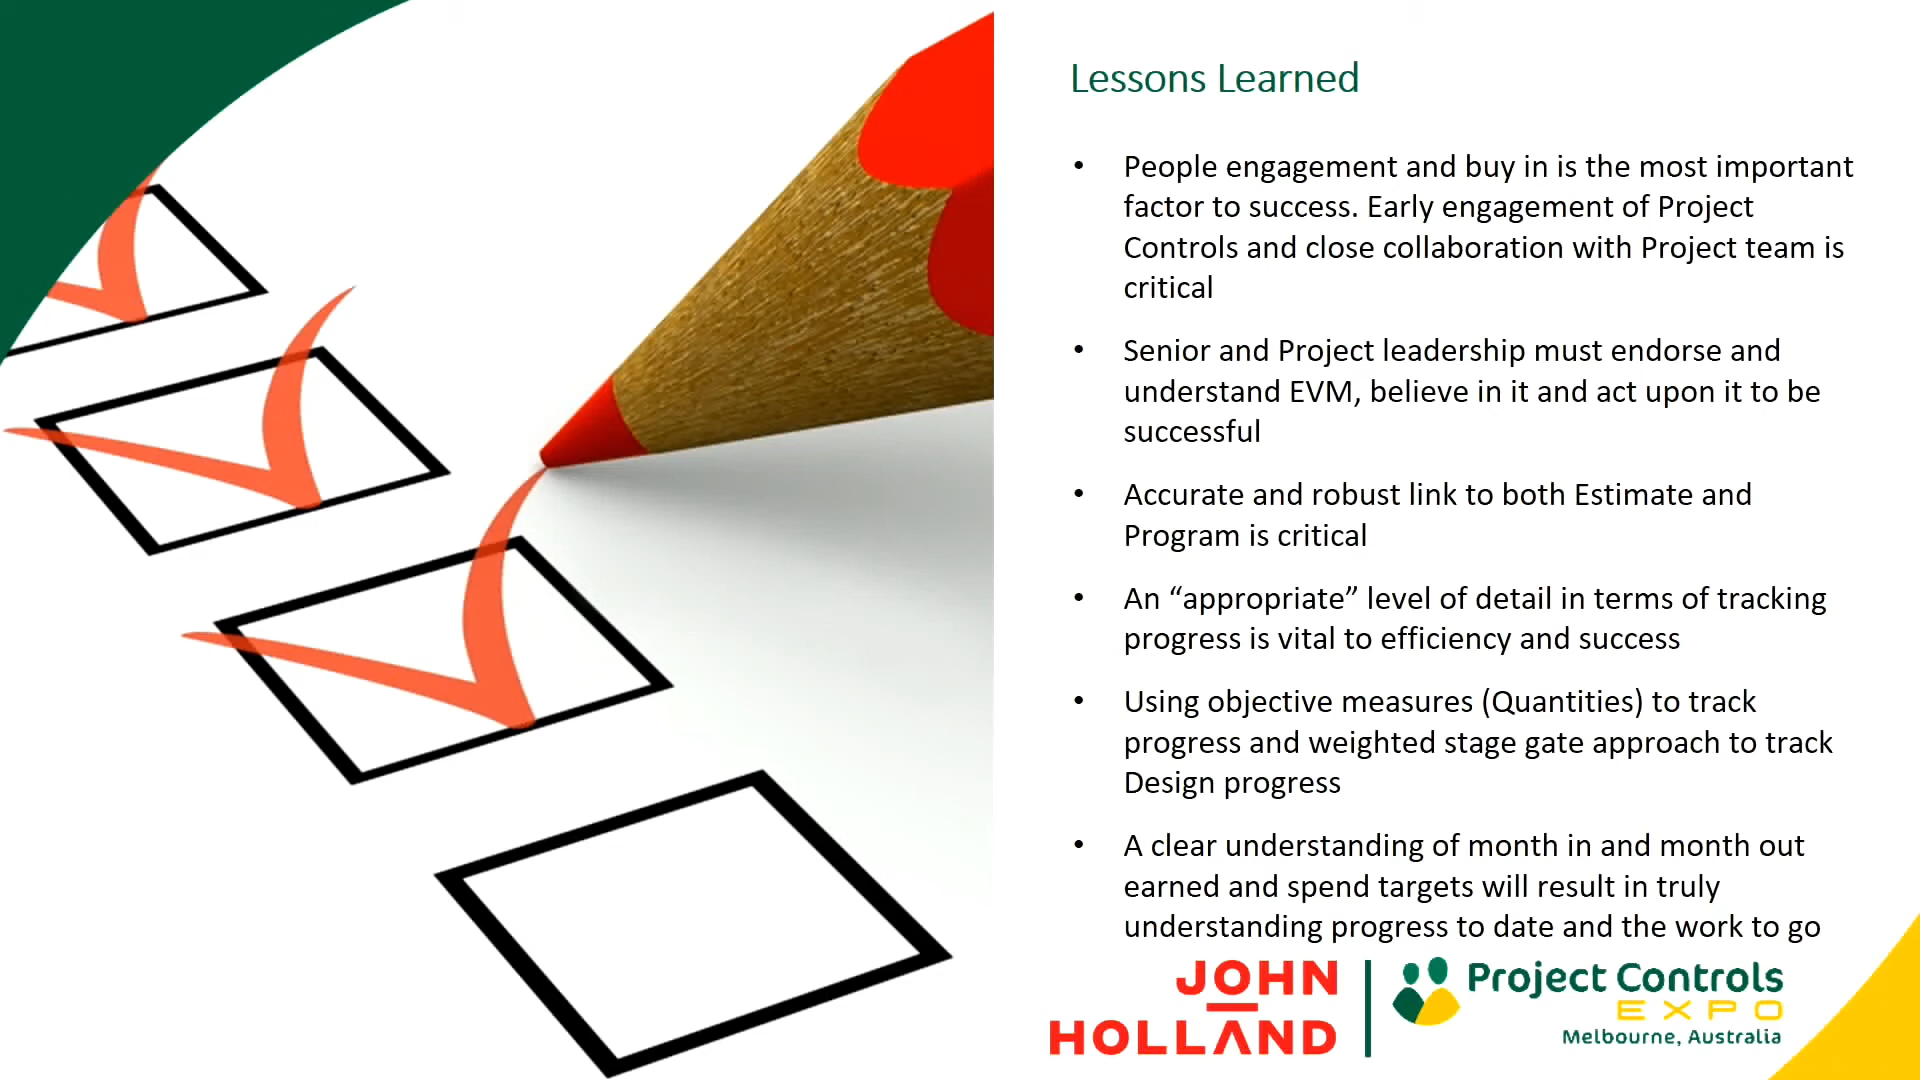 Lessons Learned
• People engagement and buy in is the most important
factor to success. Early engagement of Project
Controls and close collaboration with Project team is
critical
• Senior and Project leadership must endorse and
understand EVM, believe in it and act upon it to be
successful
• Accurate and robust link to both Estimate and
Program is critical
• An “appropriate” level of detail in terms of tracking
progress is vital to efficiency and success
• Using objective measures (Quantities) to track
progress and weighted stage gate approach to track
Design progress
• A clear understanding of month in and month out
earned and spend targets will result in truly
understanding progress to date and the work to go
JOHN
HOLLAND
Project Controls
EXPO
Melbourne, Australia